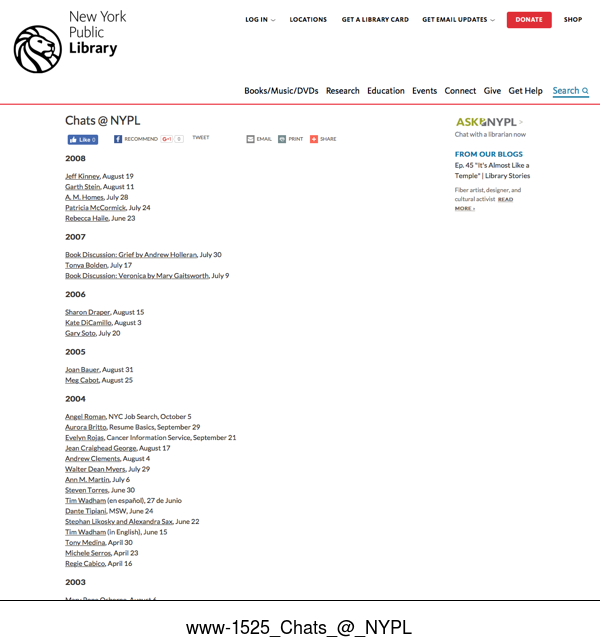 New York
Public
Library
LOG IN
LOCATIONS
GET A LIBRARY CARD
GET EMAIL UPDATES
DONATE
SHOP
Books/Music/DVDs
Research
Education
Events
Connect
Give
Get Help
Search
Chats @ NYPL
Like 0
RECOMMEND
G+1 0
TWEET
EMAIL
PRINT
SHARE
2008
Jeff Kinney, August 19
Garth Stein, August 11
A. M. Homes, July 28
Patricia McCormick, July 24
Rebecca Haile, June 23
2007
Book Discussion: Grief by Andrew Holleran, July 30
Tonya Bolden, July 17
Book Discussion: Veronica by Mary Gaitsworth, July 9
2006
Sharon Draper, August 15
Kate DiCamillo, August 3
Gary Soto, July 20
2005
Joan Bauer, August 31
Meg Cabot, August 25
2004
Angel Roman, NYC Job Search, October 5
Aurora Britto, Resume Basics, September 29
Evelyn Rojas, Cancer Information Service, September 21
Jean Craighead George, August 17
Andrew Clements, August 4
Walter Dean Myers, July 29
Ann M. Martin, July 6
Steven Torres, June 30
Tim Wadham (en español), 27 de Junio
Dante Tipiani, MSW, June 24
Stephan Likosky and Alexandra Sax, June 22
Tim Wadham (in English), June 15
Tony Medina, April 30
Michele Serros, April 23
Regie Cabico, April 16
2003
ASK NYPL >
Chat with a librarian now
FROM OUR BLOGS
Ep. 45 "It's Almost Like a
Temple" | Library Stories
Fiber artist, designer, and
cultural activist READ
MORE ›
www-1525_Chats_@_NYPL